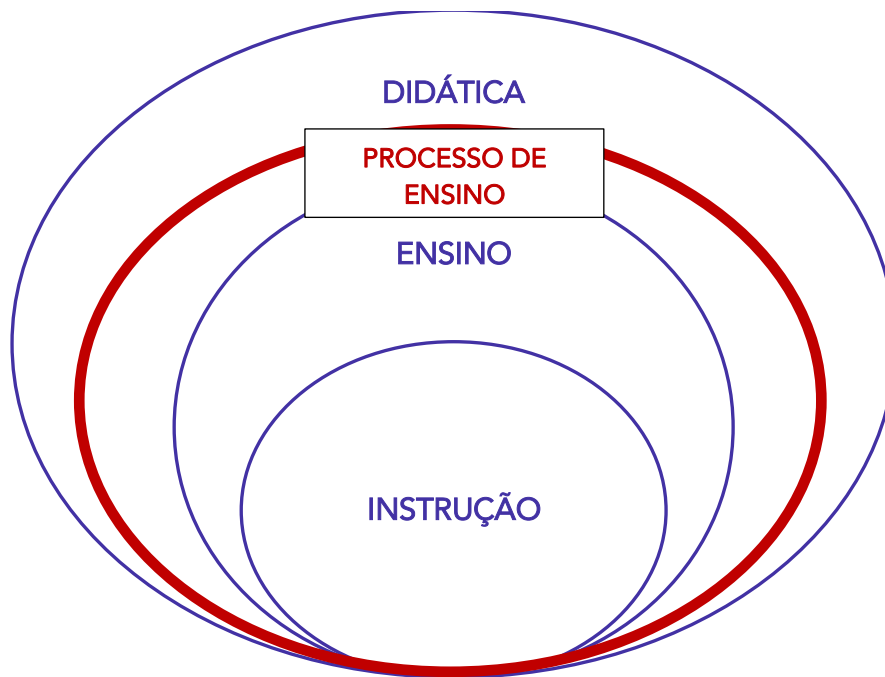 DIDÁTICA
PROCESSO DE
ENSINO
ENSINO
INSTRUÇÃO